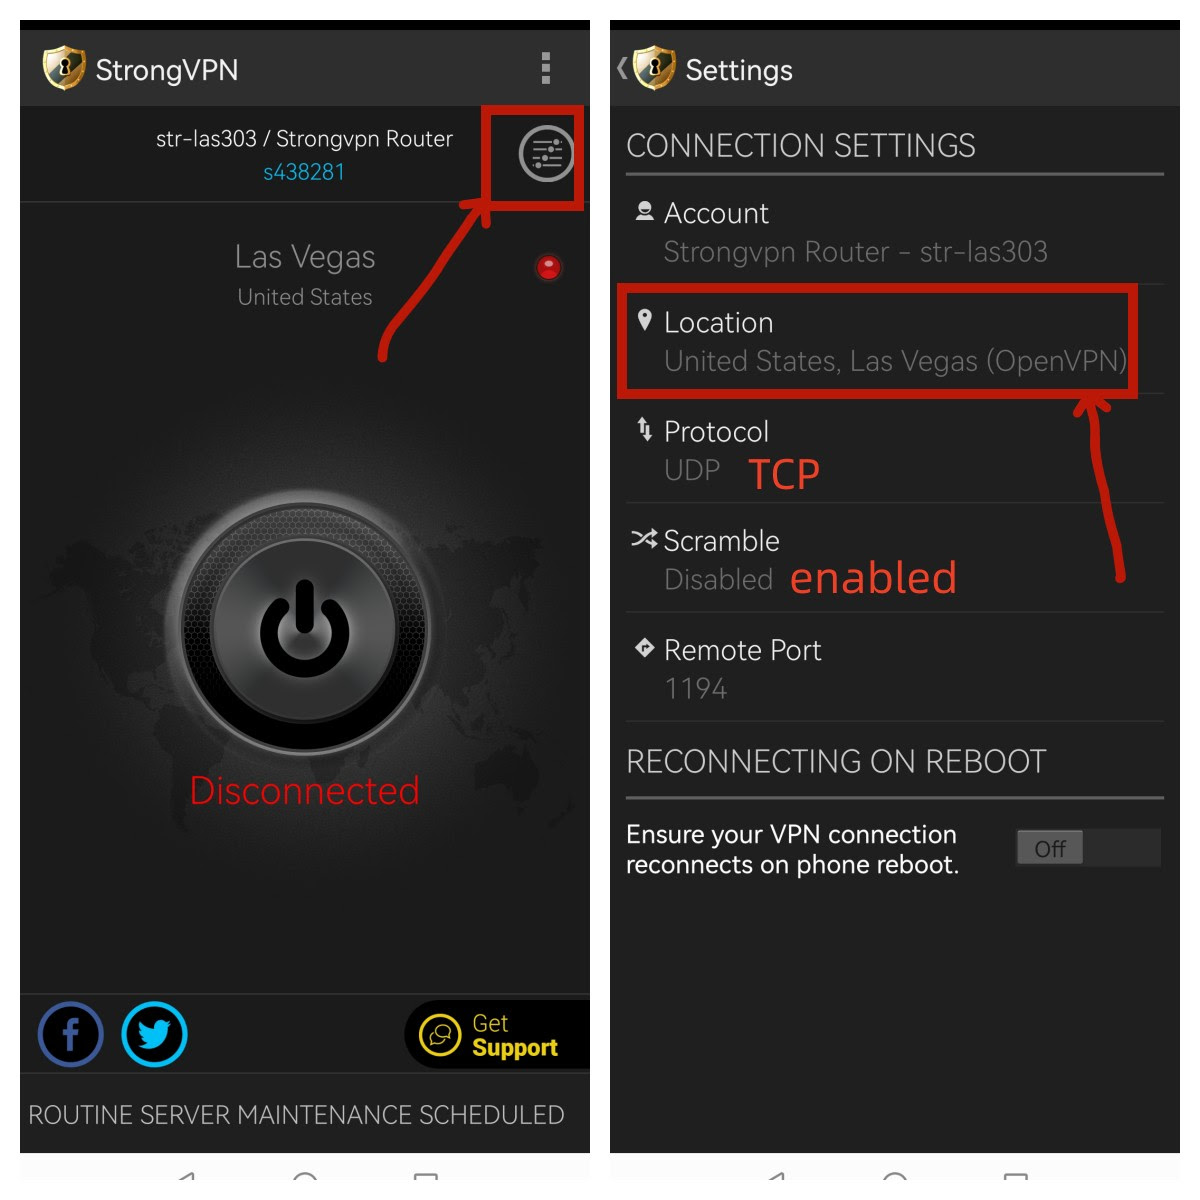 StrongVPN
str-las303 / Strongvpn Router
s438281
Las Vegas
United States
Disconnected
Get
Support
ROUTINE SERVER MAINTENANCE SCHEDULED
Settings
CONNECTION SETTINGS
Account
Strongvpn Router - str-las303
Location
United States, Las Vegas (OpenVPN)
Protocol
UDP TCP
Scramble
Disabled enabled
Remote Port
1194
RECONNECTING ON REBOOT
Ensure your VPN connection
reconnects on phone reboot.
Off